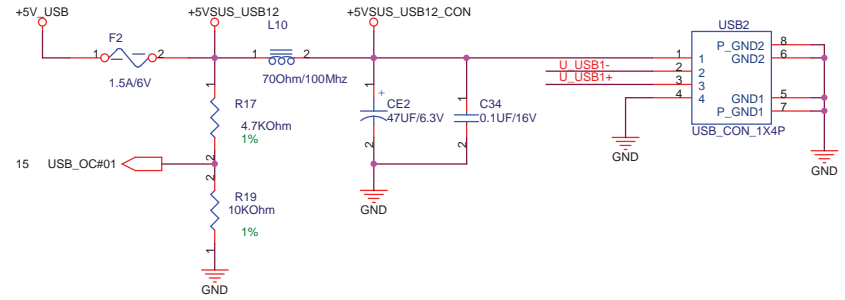 +5V_USB
+5VSUS_USB12
+5VSUS_USB12_CON
L10
F2
1
2
1.5A/6V
1
2
70Ohm/100Mhz
USB2
1
2
3
4
U_USB1-
U_USB1+
1
2
3
4
P_GND2
GND2
GND1
P_GND1
8
6
5
7
USB_CON_1X4P
1
R17
4.7KOhm
1%
2
1
+
CE2
47UF/6.3V
2
1
C34
0.1UF/16V
2
GND
GND
15
USB_OC#01
2
R19
10KOhm
1%
1
GND
GND